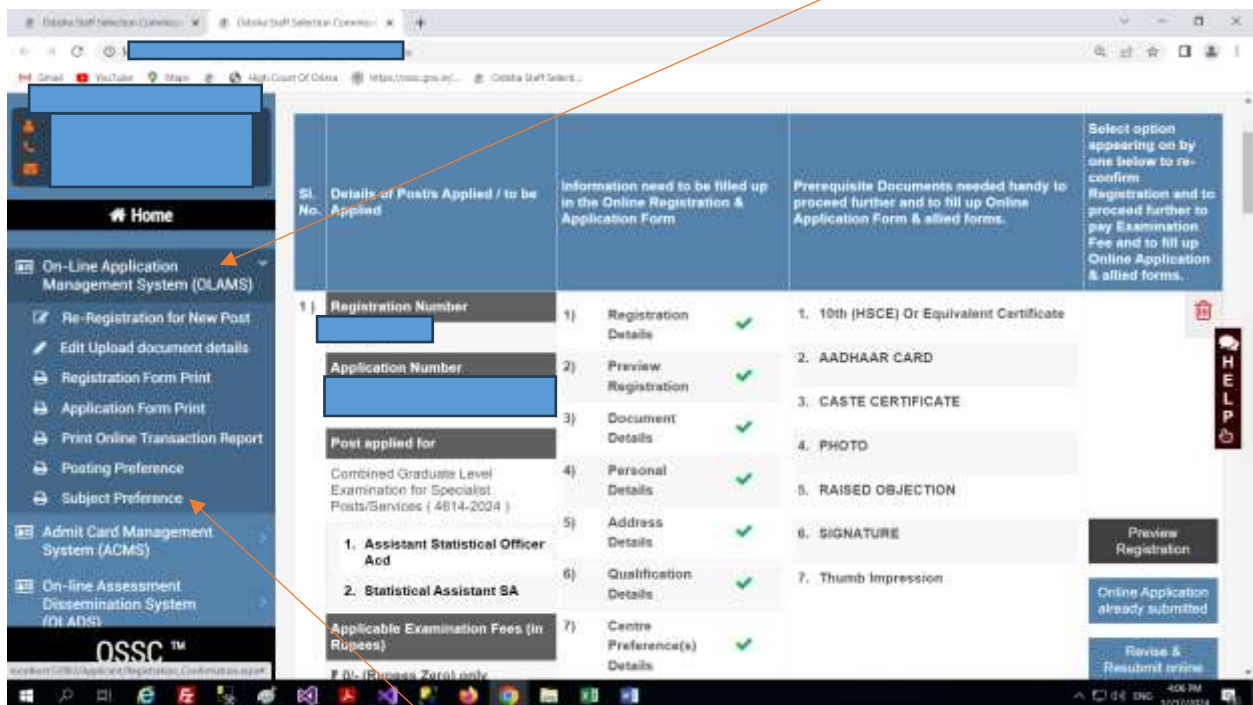 Odisha Staff Selection Commiss
Odisha Staff Selection Commiss
Gmail
YouTube
Maps
High Court Of Orissa
Home
On-Line Application
Management System (OLAMS)
Re-Registration for New Post
Edit Upload document details
Registration Form Print
Application Form Print
Print Online Transaction Report
Posting Preference
Subject Preference
Admit Card Management
System (ACMS)
On-line Assessment
Dissemination System
(OLADS)
OSSC ™
Sl.
No.
Details of Post/s Applied / to be
Applied
Information need to be filled up
in the Online Registration &
Application Form
Prerequisite Documents needed handy to
proceed further and to fill up Online
Application Form & allied forms.
Select option
appearing on by
one below to re-
confirm
Registration and to
proceed further to
pay Examination
Fee and to fill up
Online Application
& allied forms.
1 )
Registration Number
Application Number
Post applied for
Combined Graduate Level
Examination for Specialist
Posts/Services ( 4614-2024 )
1. Assistant Statistical Officer
Aod
2. Statistical Assistant SA
Applicable Examination Fees (in
Rupees)
₹ 0/- (Rupees Zero) only
1) Registration
Details
2) Preview
Registration
3) Document
Details
4) Personal
Details
5) Address
Details
6) Qualification
Details
7) Centre
Preference(s)
Details
1. 10th (HSCE) Or Equivalent Certificate
2. AADHAAR CARD
3. CASTE CERTIFICATE
4. PHOTO
5. RAISED OBJECTION
6. SIGNATURE
7. Thumb Impression
Preview
Registration
Online Application
already submitted
Revise &
Resubmit online
HELP
ENG
4:06 PM